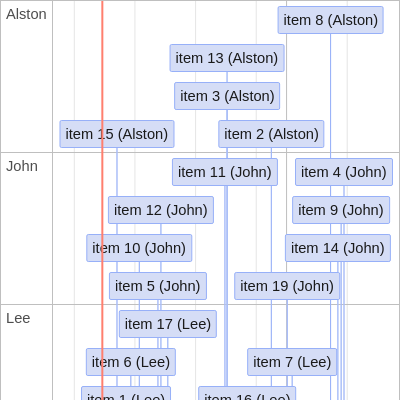 Alston
item 8 (Alston)
item 13 (Alston)
item 3 (Alston)
item 15 (Alston)
item 2 (Alston)
John
item 11 (John)
item 4 (John)
item 12 (John)
item 9 (John)
item 10 (John)
item 14 (John)
item 5 (John)
item 19 (John)
Lee
item 17 (Lee)
item 6 (Lee)
item 7 (Lee)
item 1 (Lee)
item 16 (Lee)